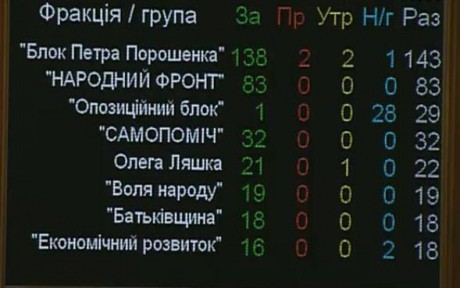 Фракція / група За Пр Утр Н/г Раз
"Блок Петра Порошенка" 138 2 2 1 143
"НАРОДНИЙ ФРОНТ" 83 0 0 0 83
"Опозиційний блок" 1 0 0 28 29
"САМОПОМІЧ" 32 0 0 0 32
Олега Ляшка 21 0 1 0 22
"Воля народу" 19 0 0 0 19
"Батьківщина" 18 0 0 0 18
"Економічний розвиток" 16 0 0 2 18